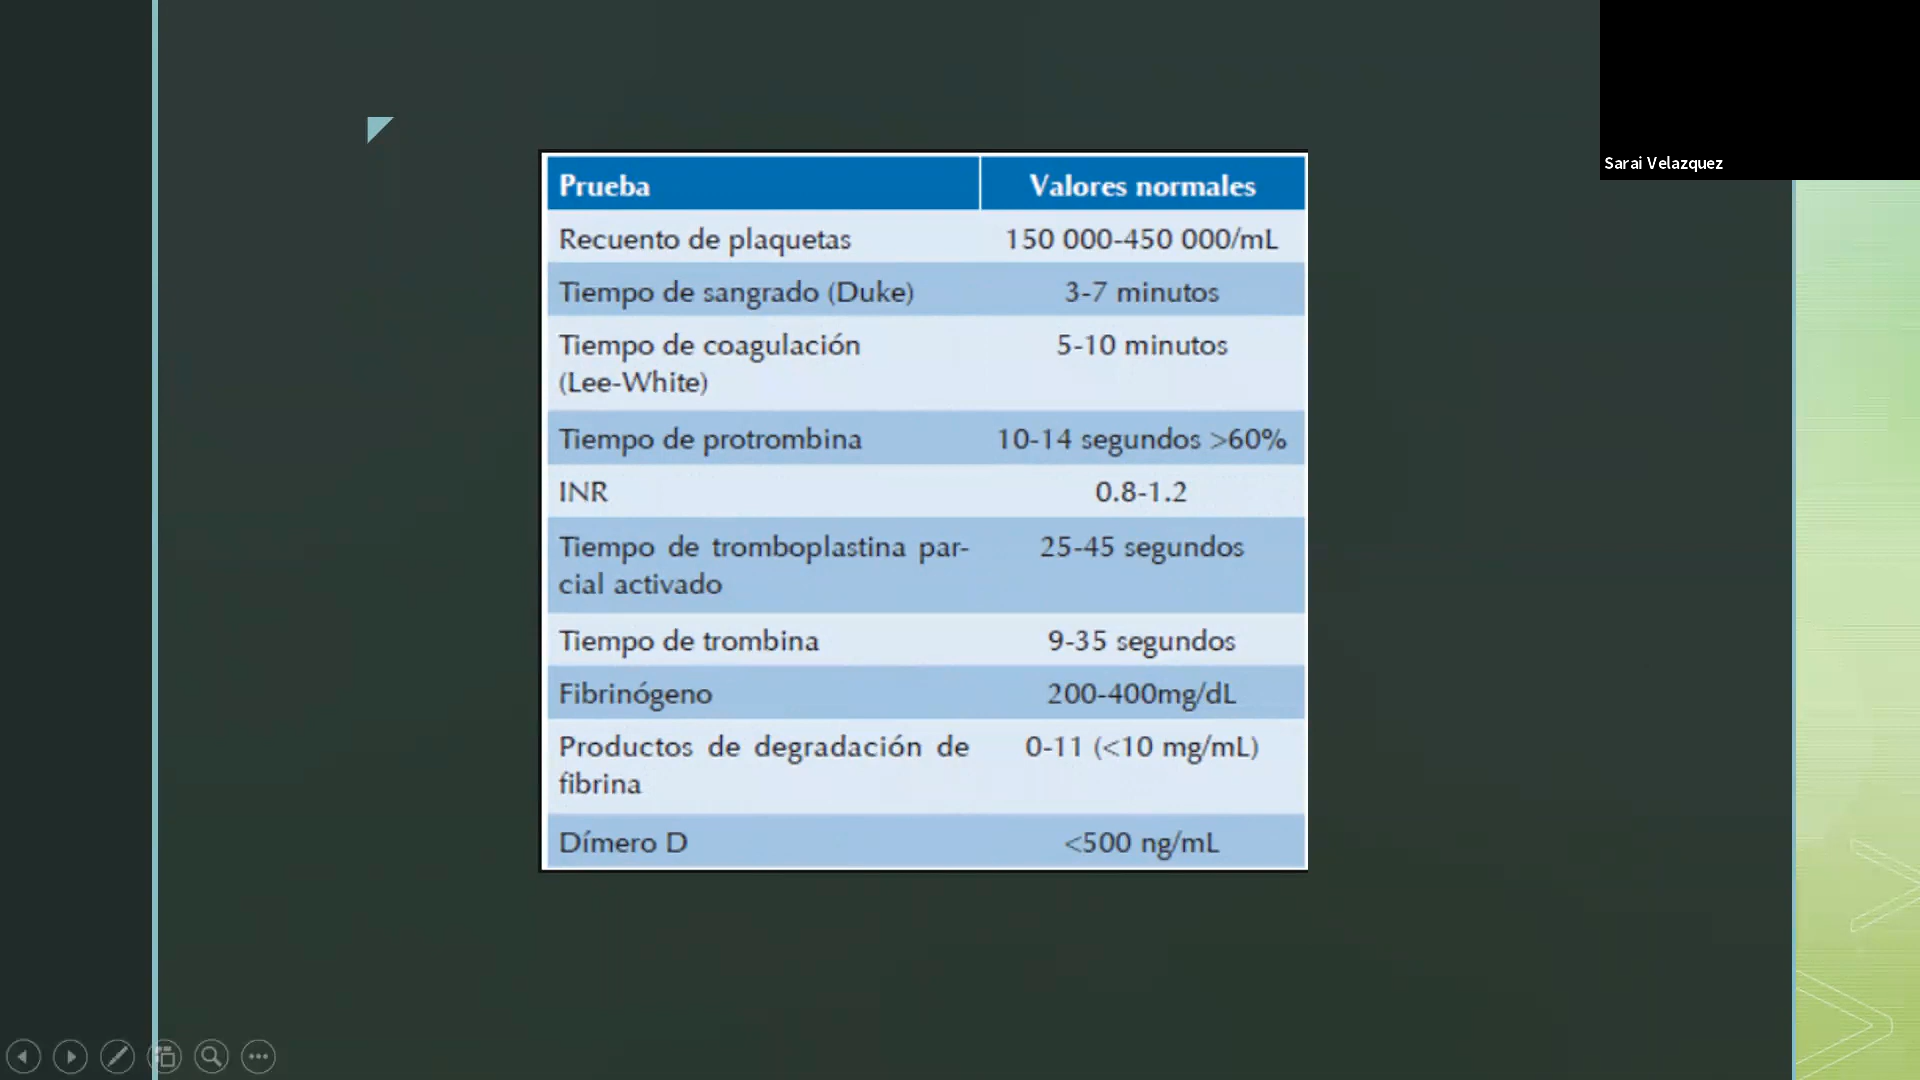 Sarai Velazquez
Prueba Valores normales
Recuento de plaquetas 150 000-450 000/mL
Tiempo de sangrado (Duke) 3-7 minutos
Tiempo de coagulación 5-10 minutos
(Lee-White)
Tiempo de protrombina 10-14 segundos >60%
INR 0.8-1.2
Tiempo de tromboplastina par- 25-45 segundos
cial activado
Tiempo de trombina 9-35 segundos
Fibrinógeno 200-400mg/dL
Productos de degradación de 0-11 (<10 mg/mL)
fibrina
Dímero D <500 ng/mL